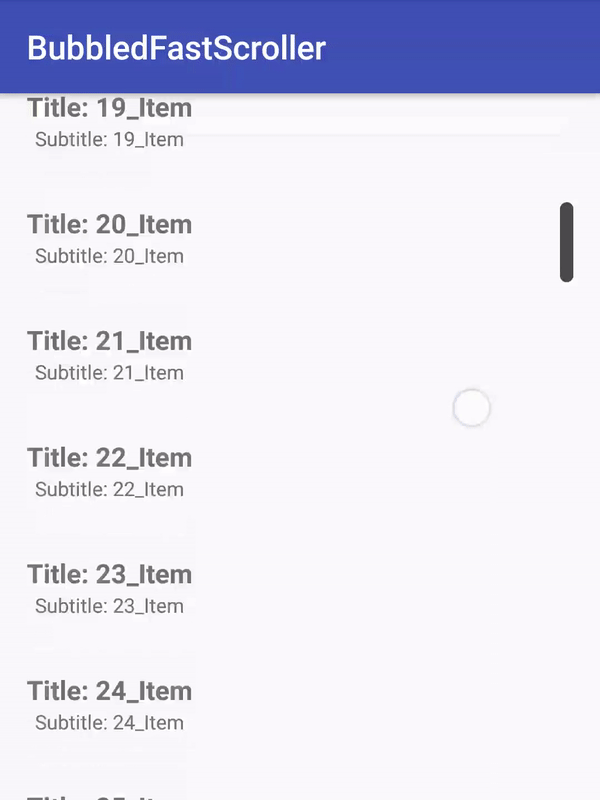 BubbledFastScroller
Title: 19_Item
Subtitle: 19_Item
Title: 20_Item
Subtitle: 20_Item
Title: 21_Item
Subtitle: 21_Item
Title: 22_Item
Subtitle: 22_Item
Title: 23_Item
Subtitle: 23_Item
Title: 24_Item
Subtitle: 24_Item